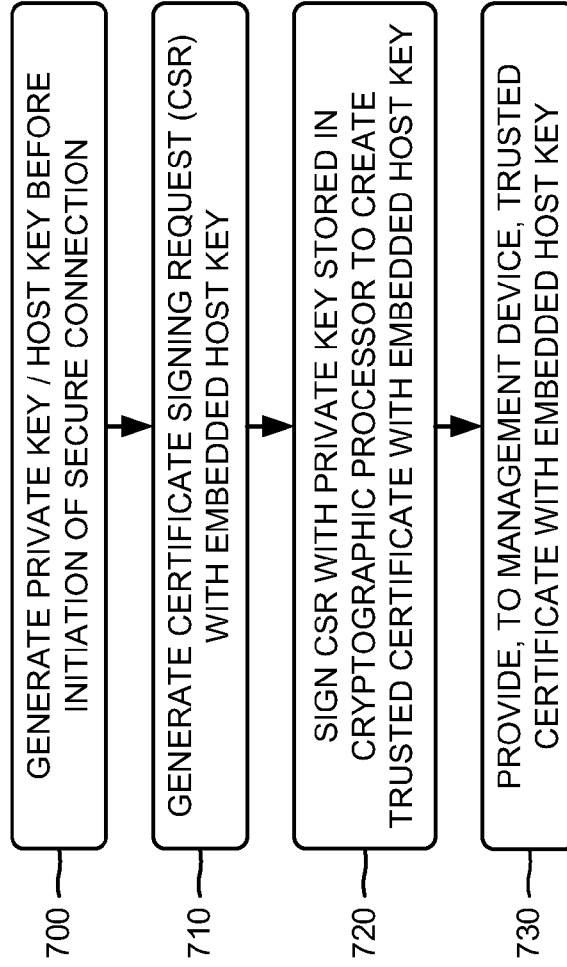 GENERATE PRIVATE KEY / HOST KEY BEFORE
INITIATION OF SECURE CONNECTION
700
GENERATE CERTIFICATE SIGNING REQUEST (CSR)
WITH EMBEDDED HOST KEY
710
SIGN CSR WITH PRIVATE KEY STORED IN
CRYPTOGRAPHIC PROCESSOR TO CREATE
TRUSTED CERTIFICATE WITH EMBEDDED HOST KEY
720
PROVIDE, TO MANAGEMENT DEVICE, TRUSTED
CERTIFICATE WITH EMBEDDED HOST KEY
730